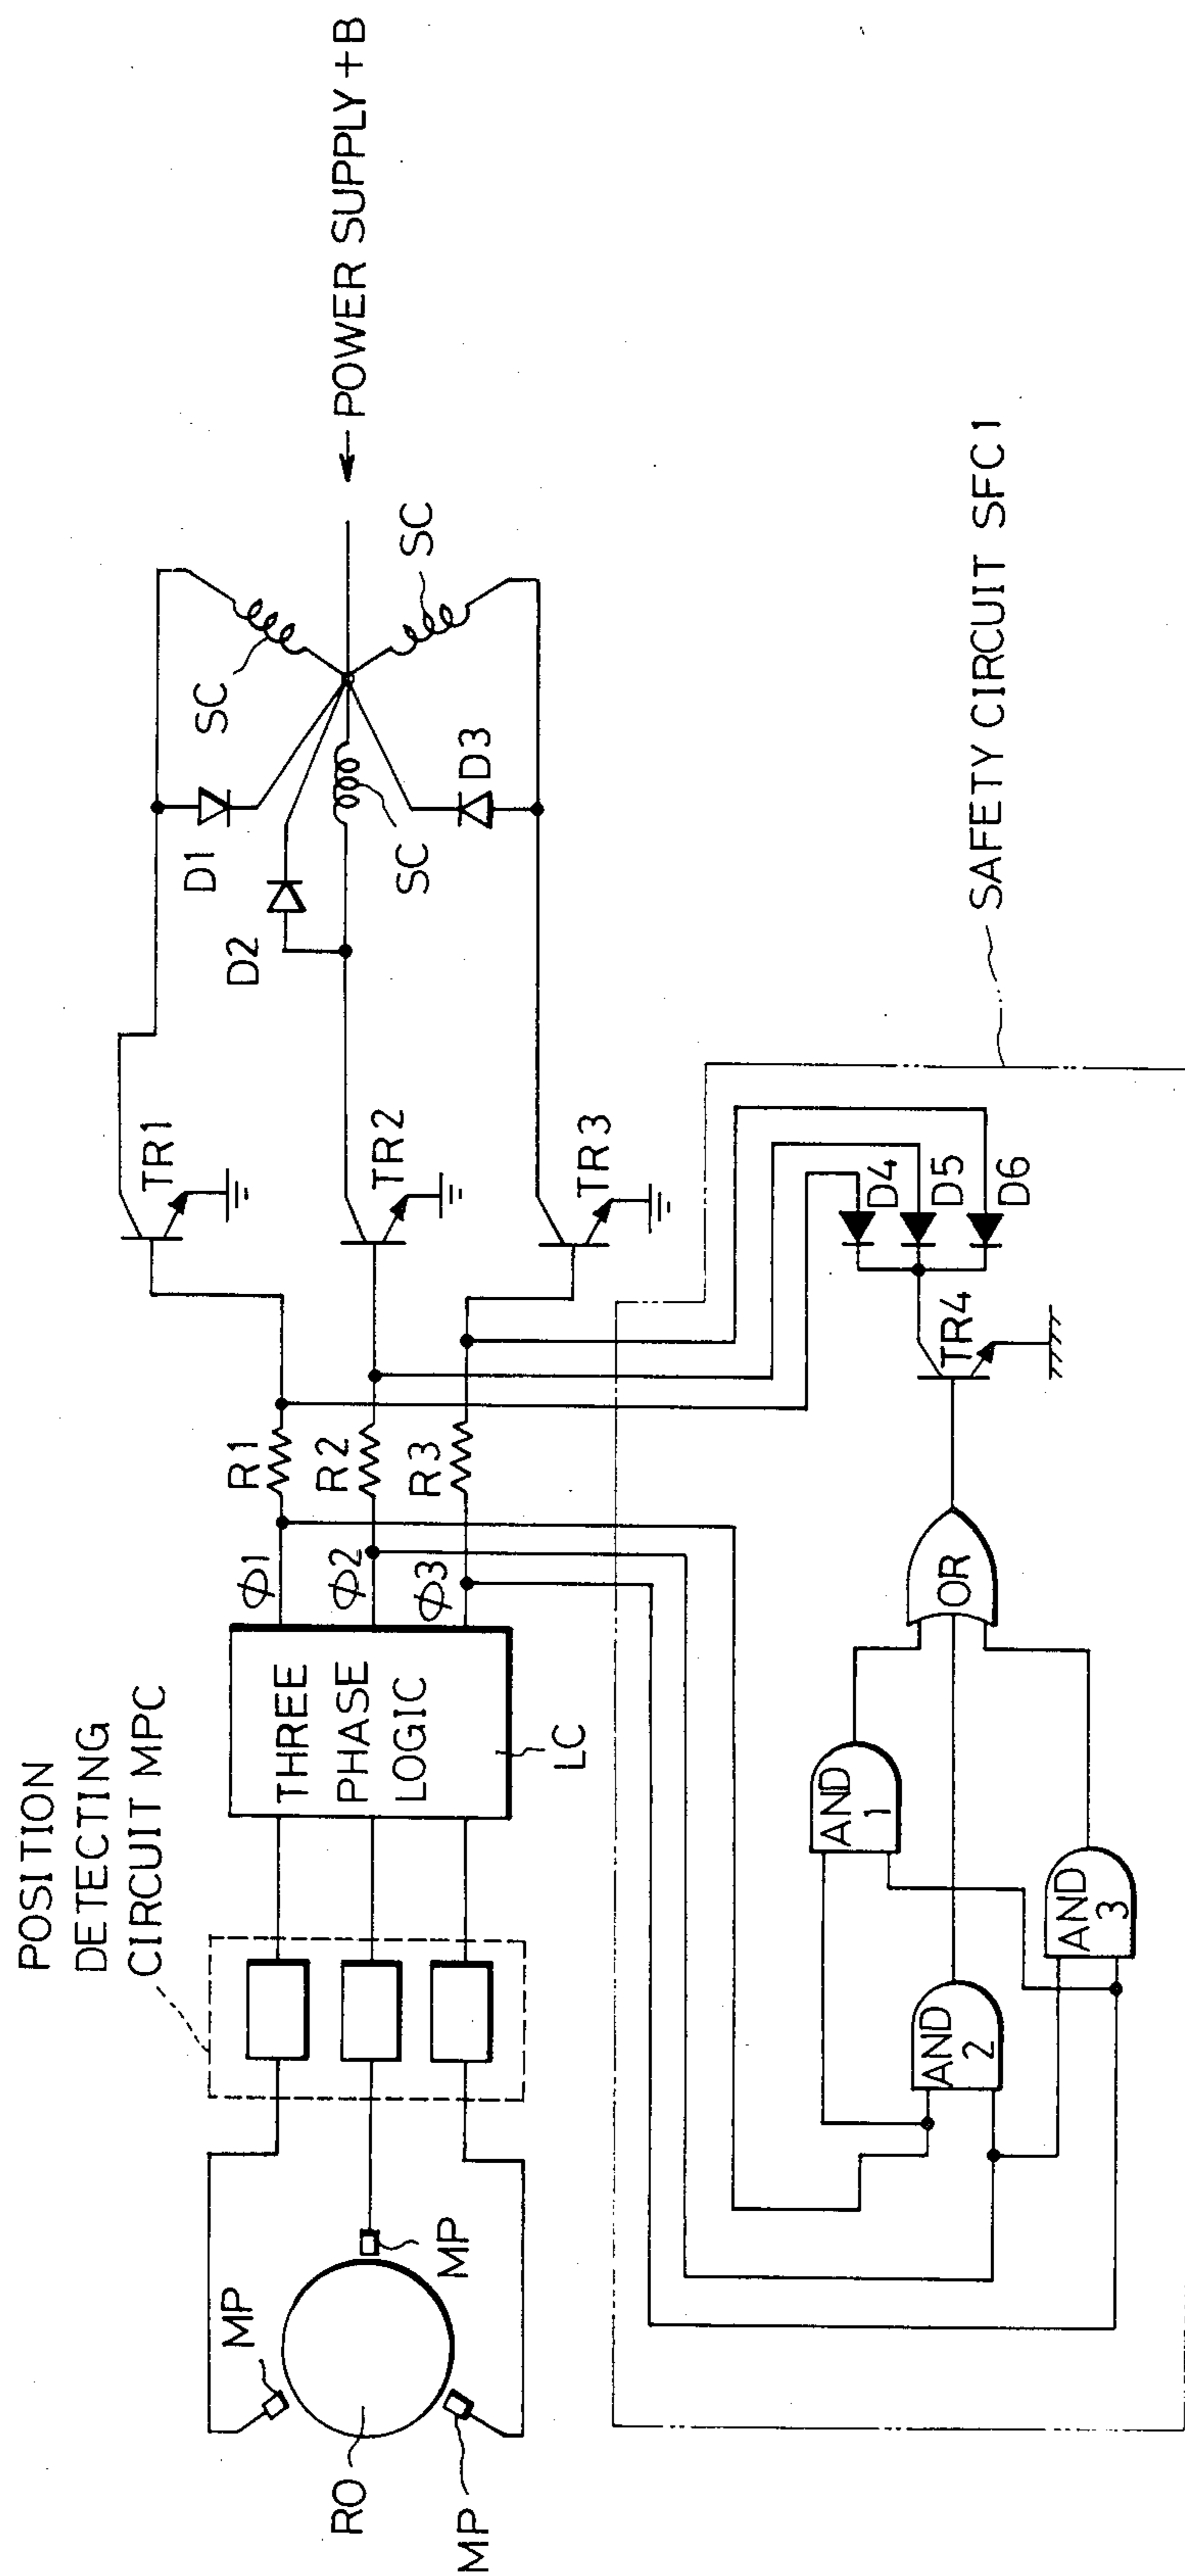 POSITION
DETECTING
CIRCUIT MPC
THREE
PHASE
LOGIC
LC
MP
MP
MP
RO
φ1
φ2
φ3
R1
R2
R3
TR1
TR2
TR3
D1
D2
D3
SC
SC
SC
POWER SUPPLY +B
SAFETY CIRCUIT SFC1
AND
1
AND
2
AND
3
OR
TR4
D4
D5
D6